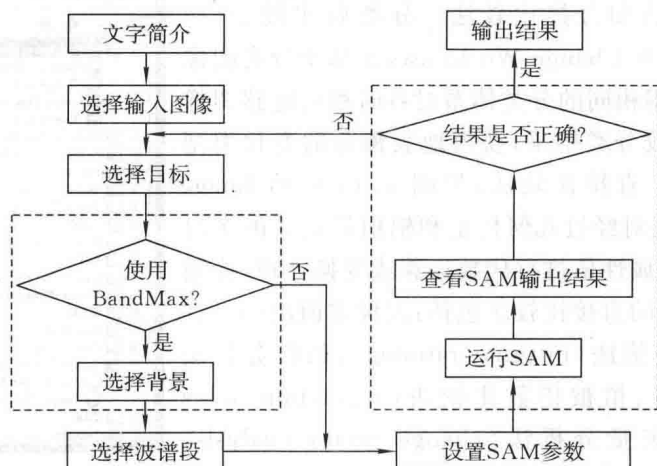 文字简介
选择输入图像
选择目标
使用
BandMax?
否
是
选择背景
选择波谱段
输出结果
是
否
结果是否正确?
查看SAM输出结果
运行SAM
设置SAM参数